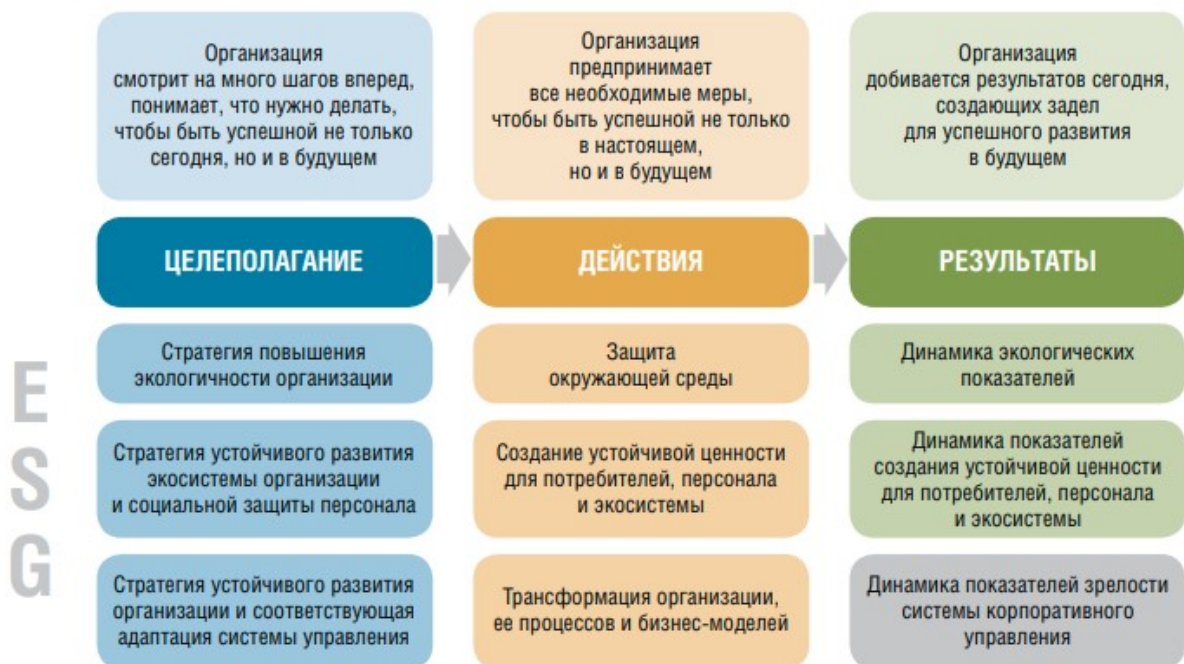 Организация
смотрит на много шагов вперед,
понимает, что нужно делать,
чтобы быть успешной не только
сегодня, но и в будущем
Организация
предпринимает
все необходимые меры,
чтобы быть успешной не только
в настоящем,
но и в будущем
Организация
добивается результатов сегодня,
создающих задел
для успешного развития
в будущем
ЦЕЛЕПОЛАГАНИЕ
ДЕЙСТВИЯ
РЕЗУЛЬТАТЫ
E
Стратегия повышения
экологичности организации
Защита
окружающей среды
Динамика экологических
показателей
S
Стратегия устойчивого развития
экосистемы организации
и социальной защиты персонала
Создание устойчивой ценности
для потребителей, персонала
и экосистемы
Динамика показателей
создания устойчивой ценности
для потребителей, персонала
и экосистемы
G
Стратегия устойчивого развития
организации и соответствующая
адаптация системы управления
Трансформация организации,
ее процессов и бизнес-моделей
Динамика показателей зрелости
системы корпоративного
управления